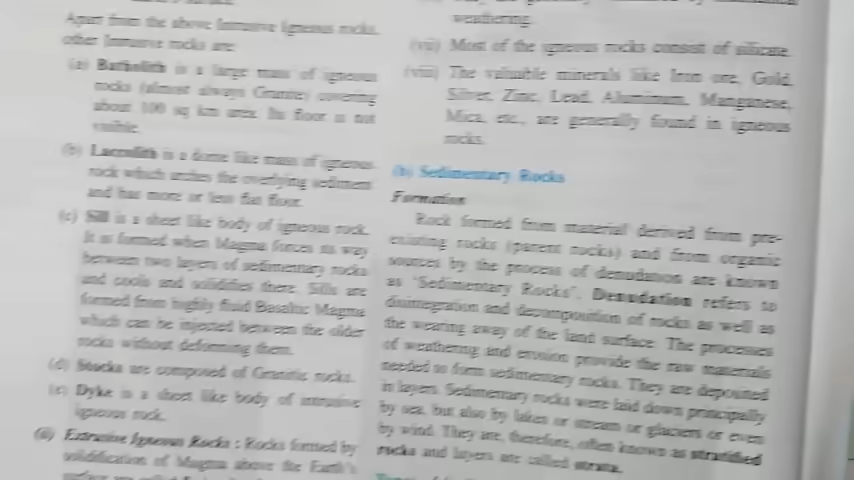 Apart from the above Intrusive Igneous rocks,
other Intrusive rocks are:
(a) Batholith is a large mass of igneous
rocks (almost always Granite) covering
about 100 sq km area. Its floor is not
visible.
(b) Laccolith is a dome like mass of igneous
rock which arches the overlying sediment
and has more or less flat floor.
(c) Sill is a sheet like body of igneous rock.
It is formed when Magma forces its way
between two layers of sedimentary rocks
and cools and solidifies there. Sills are
formed from highly fluid Basaltic Magma
which can be injected between the older
rocks without deforming them.
(d) Stocks are composed of Granitic rocks.
(e) Dyke is a sheet like body of intrusive
igneous rock.
(ii) Extrusive Igneous Rocks : Rocks formed by
solidification of Magma above the Earth's
weathering.
(vii) Most of the igneous rocks consist of silicate.
(viii) The valuable minerals like Iron ore, Gold,
Silver, Zinc, Lead, Aluminum, Manganese,
Mica, etc., are generally found in igneous
rocks.
(b) Sedimentary Rocks
Formation
Rock formed from material derived from pre-
existing rocks (parent rocks) and from organic
sources by the process of denudation are known
as 'Sedimentary Rocks'. Denudation refers to
disintegration and decomposition of rocks as well as
the wearing away of the land surface. The processes
of weathering and erosion provide the raw materials
needed to form sedimentary rocks. They are deposited
in layers. Sedimentary rocks were laid down principally
by sea, but also by lakes or stream or glaciers or even
by wind. They are, therefore, often known as stratified
rocks and layers are called strata.